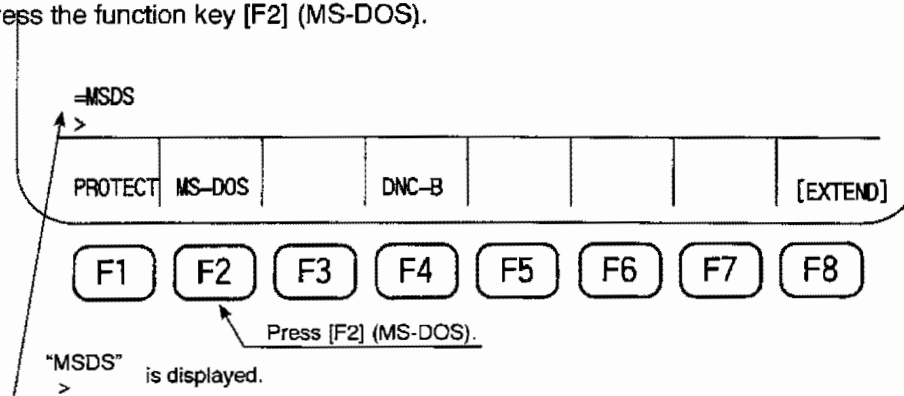 ress the function key [F2] (MS-DOS).
=MSDS
>
PROTECT MS-DOS DNC-B [EXTEND]
F1 F2 F3 F4 F5 F6 F7 F8
Press [F2] (MS-DOS).
"MSDS"
> is displayed.